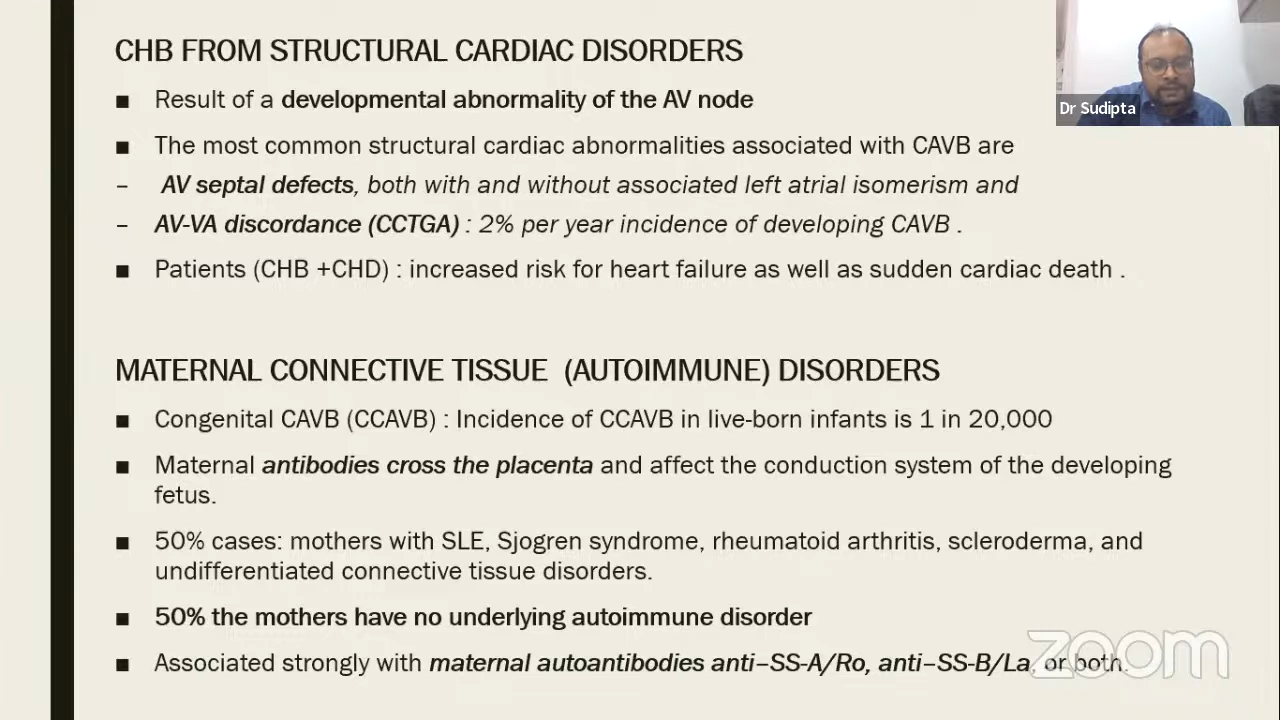 CHB FROM STRUCTURAL CARDIAC DISORDERS
■ Result of a developmental abnormality of the AV node
■ The most common structural cardiac abnormalities associated with CAVB are
– AV septal defects, both with and without associated left atrial isomerism and
– AV-VA discordance (CCTGA) : 2% per year incidence of developing CAVB .
■ Patients (CHB +CHD) : increased risk for heart failure as well as sudden cardiac death .
Dr Sudipta
MATERNAL CONNECTIVE TISSUE (AUTOIMMUNE) DISORDERS
■ Congenital CAVB (CCAVB) : Incidence of CCAVB in live-born infants is 1 in 20,000
■ Maternal antibodies cross the placenta and affect the conduction system of the developing
fetus.
■ 50% cases: mothers with SLE, Sjogren syndrome, rheumatoid arthritis, scleroderma, and
undifferentiated connective tissue disorders.
■ 50% the mothers have no underlying autoimmune disorder
■ Associated strongly with maternal autoantibodies anti–SS-A/Ro, anti–SS-B/La, or both.
zoom